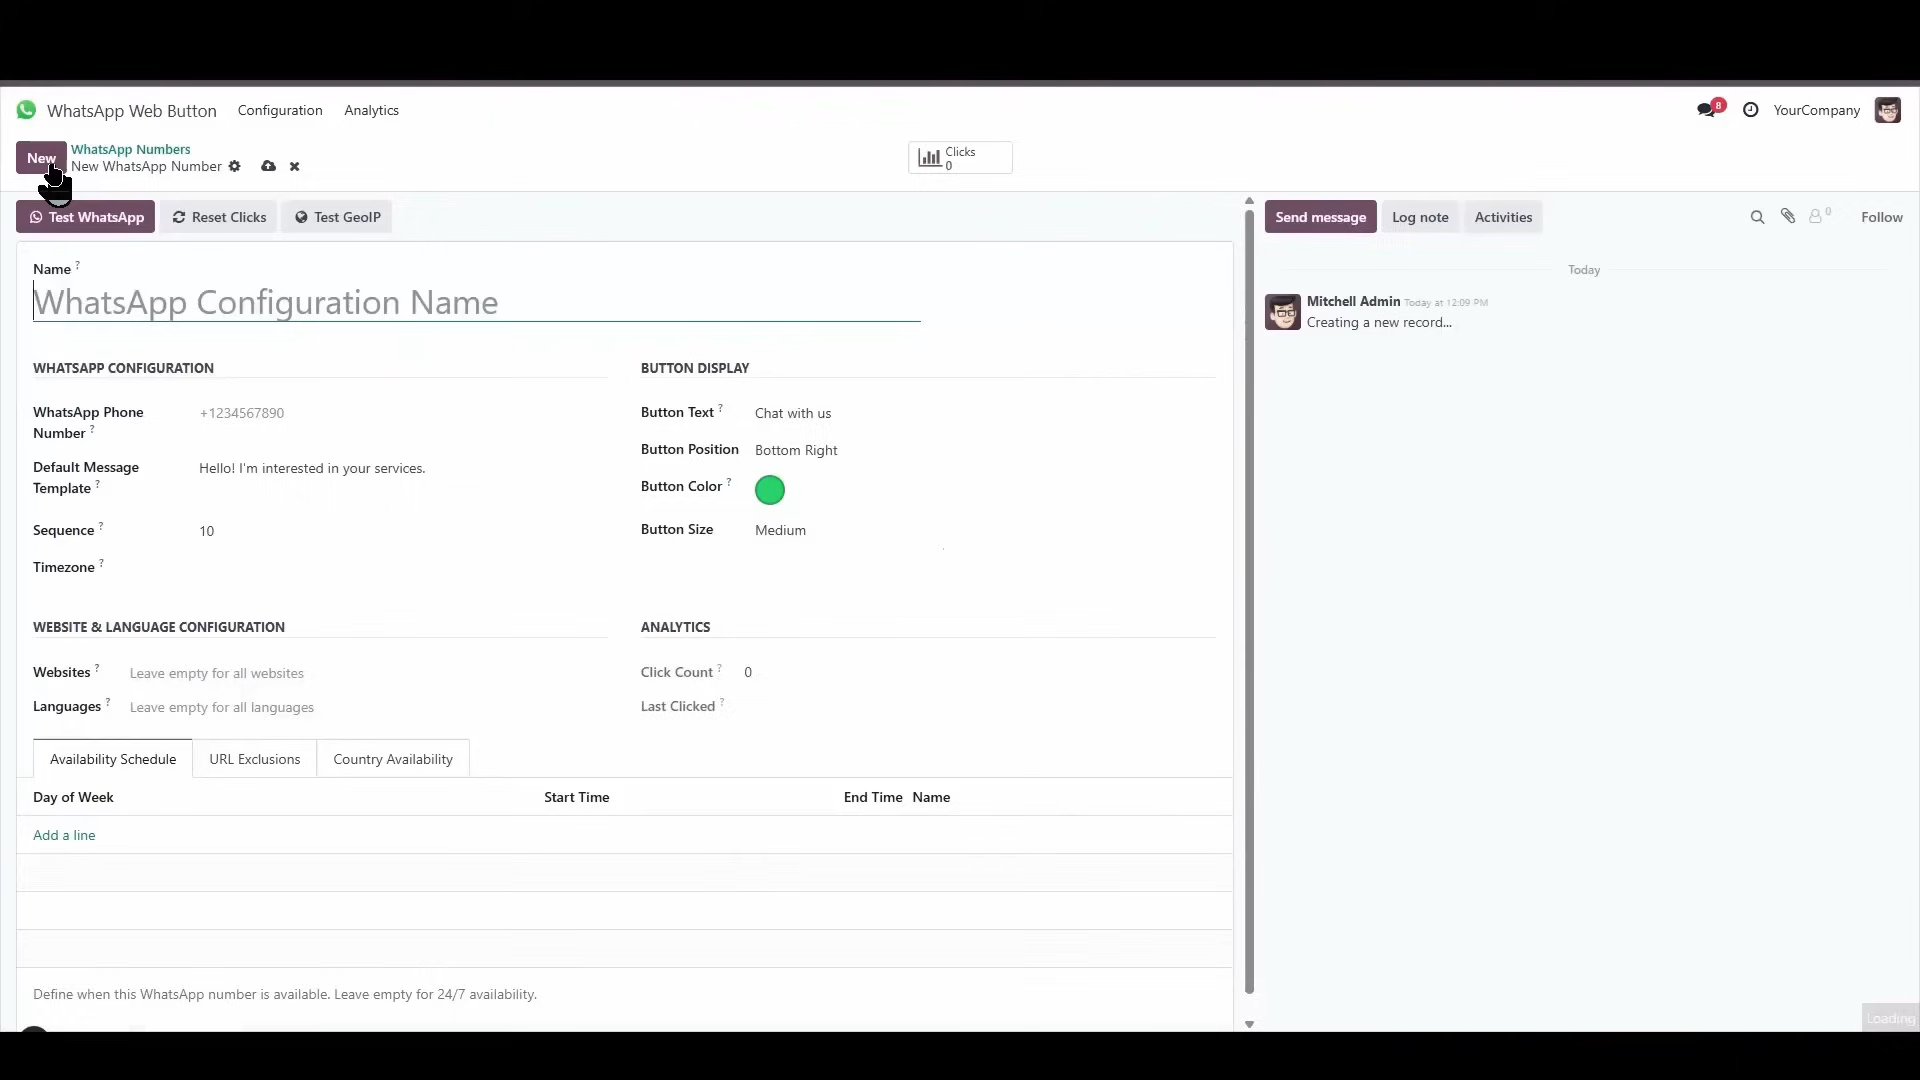 WhatsApp Web Button Configuration Analytics 8 YourCompany
New WhatsApp Numbers
New WhatsApp Number
Clicks
0
Test WhatsApp Reset Clicks Test GeoIP Send message Log note Activities 0 Follow
Name ?
WhatsApp Configuration Name
WHATSAPP CONFIGURATION
WhatsApp Phone Number ? +1234567890
Default Message Template ? Hello! I'm interested in your services.
Sequence ? 10
Timezone ?
BUTTON DISPLAY
Button Text ? Chat with us
Button Position Bottom Right
Button Color ?
Button Size Medium
WEBSITE & LANGUAGE CONFIGURATION
Websites ? Leave empty for all websites
Languages ? Leave empty for all languages
ANALYTICS
Click Count ? 0
Last Clicked ?
Availability Schedule URL Exclusions Country Availability
Day of Week Start Time End Time Name
Add a line
Define when this WhatsApp number is available. Leave empty for 24/7 availability.
Today
Mitchell Admin Today at 12:09 PM
Creating a new record...
Loading